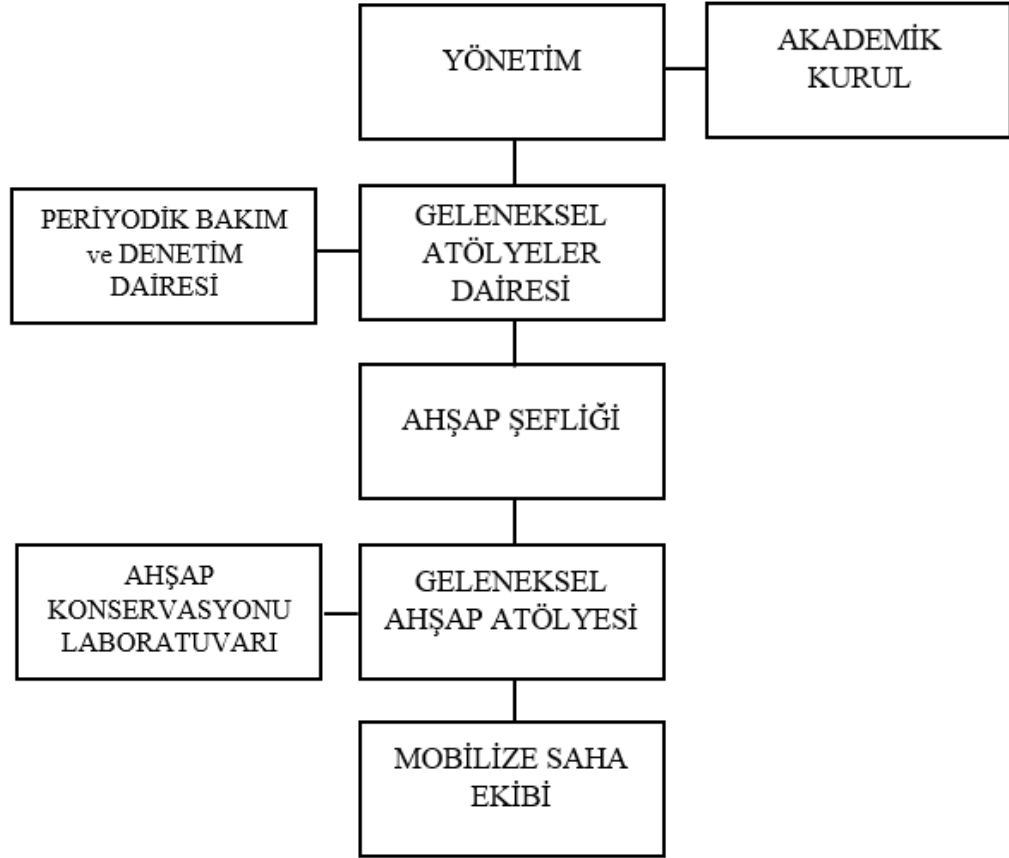 YÖNETİM
AKADEMİK
KURUL
PERİYODİK BAKIM
ve DENETİM
DAİRESİ
GELENEKSEL
ATÖLYELER
DAİRESİ
AHŞAP ŞEFLİĞİ
AHŞAP
KONSERVASYONU
LABORATUVARI
GELENEKSEL
AHŞAP ATÖLYESİ
MOBİLİZE SAHA
EKİBİ